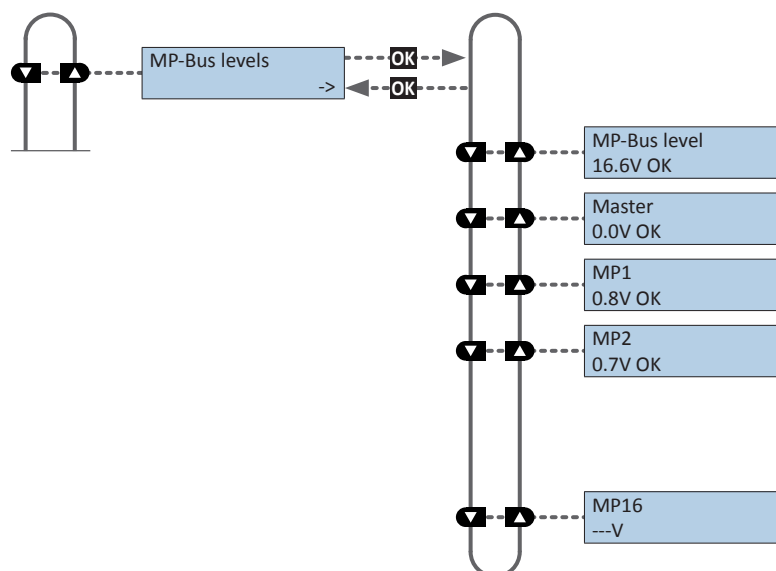 MP-Bus levels
->
OK
OK
MP-Bus level
16.6V OK
Master
0.0V OK
MP1
0.8V OK
MP2
0.7V OK
MP16
---V